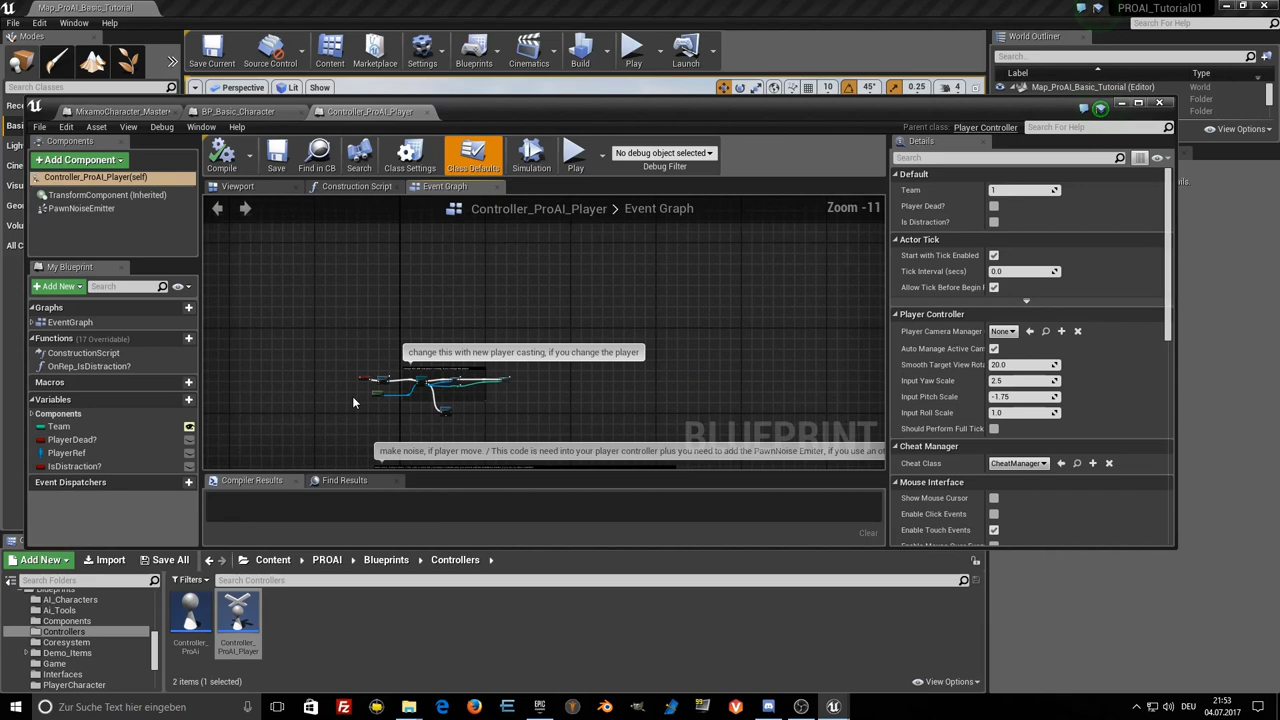 Map_ProAI_Basic_Tutorial
PROAI_Tutorial01
File Edit Window Help
Search For Help
Modes
Save Current
Source Control
Content
Marketplace
Settings
Blueprints
Cinematics
Build
Play
Launch
World Outliner
Search...
Search Classes
Perspective
Lit
Show
10
45°
0.25
4
Label
Type
Map_ProAI_Basic_Tutorial (Editor)
World
Folder
Folder
View Options
MixamoCharacter_Master
BP_Basic_Character
Controller_ProAI_Player
File Edit Asset View Debug Window Help
Parent class: Player Controller
Search For Help
Components
Add Component
Controller_ProAI_Player(self)
TransformComponent (Inherited)
PawnNoiseEmitter
Compile
Save
Find in CB
Search
Class Settings
Class Defaults
Simulation
Play
No debug object selected
Debug Filter
Viewport
Construction Script
Event Graph
Controller_ProAI_Player > Event Graph
Zoom -11
change this with new player casting, if you change the player
BLUEPRINT
make noise, if player move. / This code is need into your player controller plus you need to add the PawnNoise Emiter, if you use an ot
My Blueprint
Add New
Search
Graphs
EventGraph
Functions (17 Overridable)
ConstructionScript
OnRep_IsDistraction?
Macros
Variables
Components
Team
PlayerDead?
PlayerRef
IsDistraction?
Event Dispatchers
Compiler Results
Find Results
Clear
Details
Search
Default
Team 1
Player Dead?
Is Distraction?
Actor Tick
Start with Tick Enabled
Tick Interval (secs) 0.0
Allow Tick Before Begin
Player Controller
Player Camera Manager None
Auto Manage Active Cam
Smooth Target View Rota 20.0
Input Yaw Scale 2.5
Input Pitch Scale -1.75
Input Roll Scale 1.0
Should Perform Full Tick
Cheat Manager
Cheat Class CheatManager
Mouse Interface
Show Mouse Cursor
Enable Click Events
Enable Touch Events
Add New
Import
Save All
Content
PROAI
Blueprints
Controllers
Search Folders
Filters
Search Controllers
Blueprints
AI_Characters
Ai_Tools
Components
Controllers
Coresystem
Demo_Items
Game
Interfaces
PlayerCharacter
Controller_
ProAi
Controller_
ProAI_Player
2 items (1 selected)
View Options
Zur Suche Text hier eingeben
DEU
21:53
04.07.2017